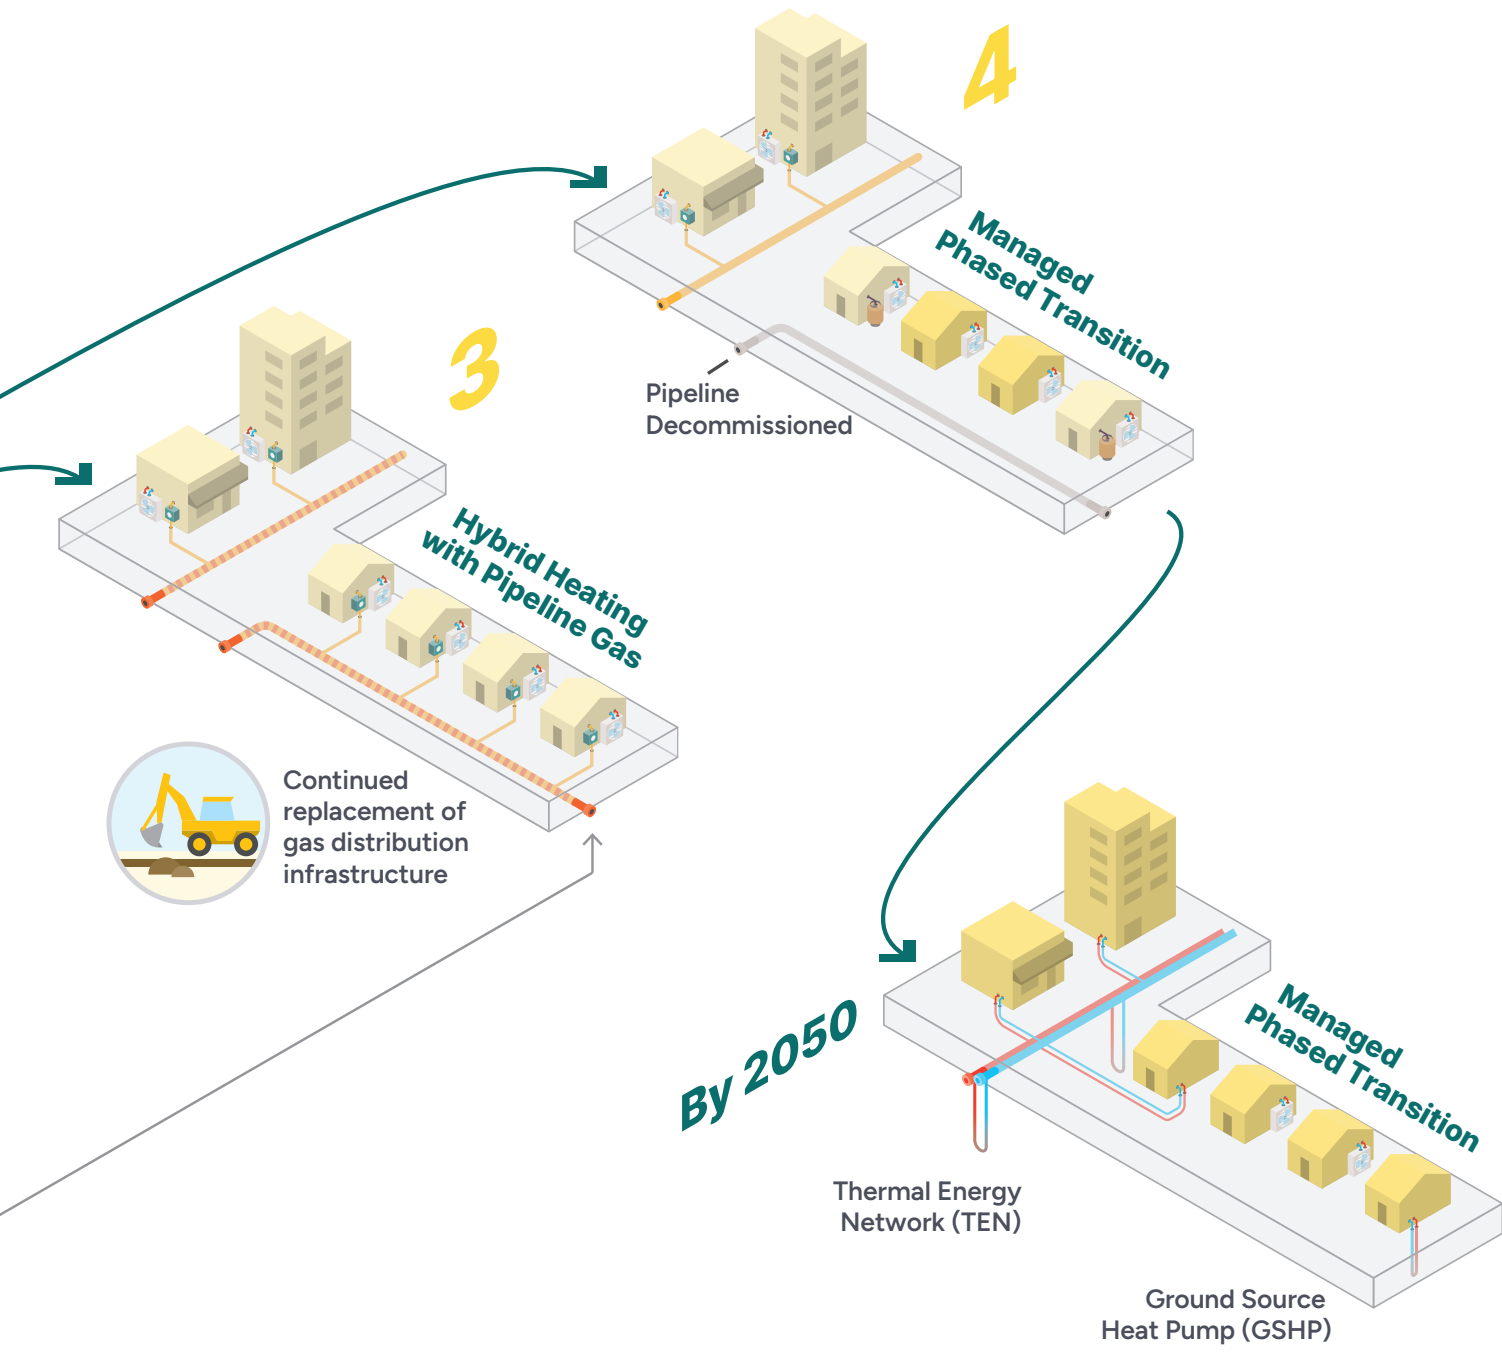 4
Managed
Phased Transition
Pipeline
Decommissioned
3
Hybrid Heating
with Pipeline Gas
Continued
replacement of
gas distribution
infrastructure
By 2050
Managed
Phased Transition
Thermal Energy
Network (TEN)
Ground Source
Heat Pump (GSHP)